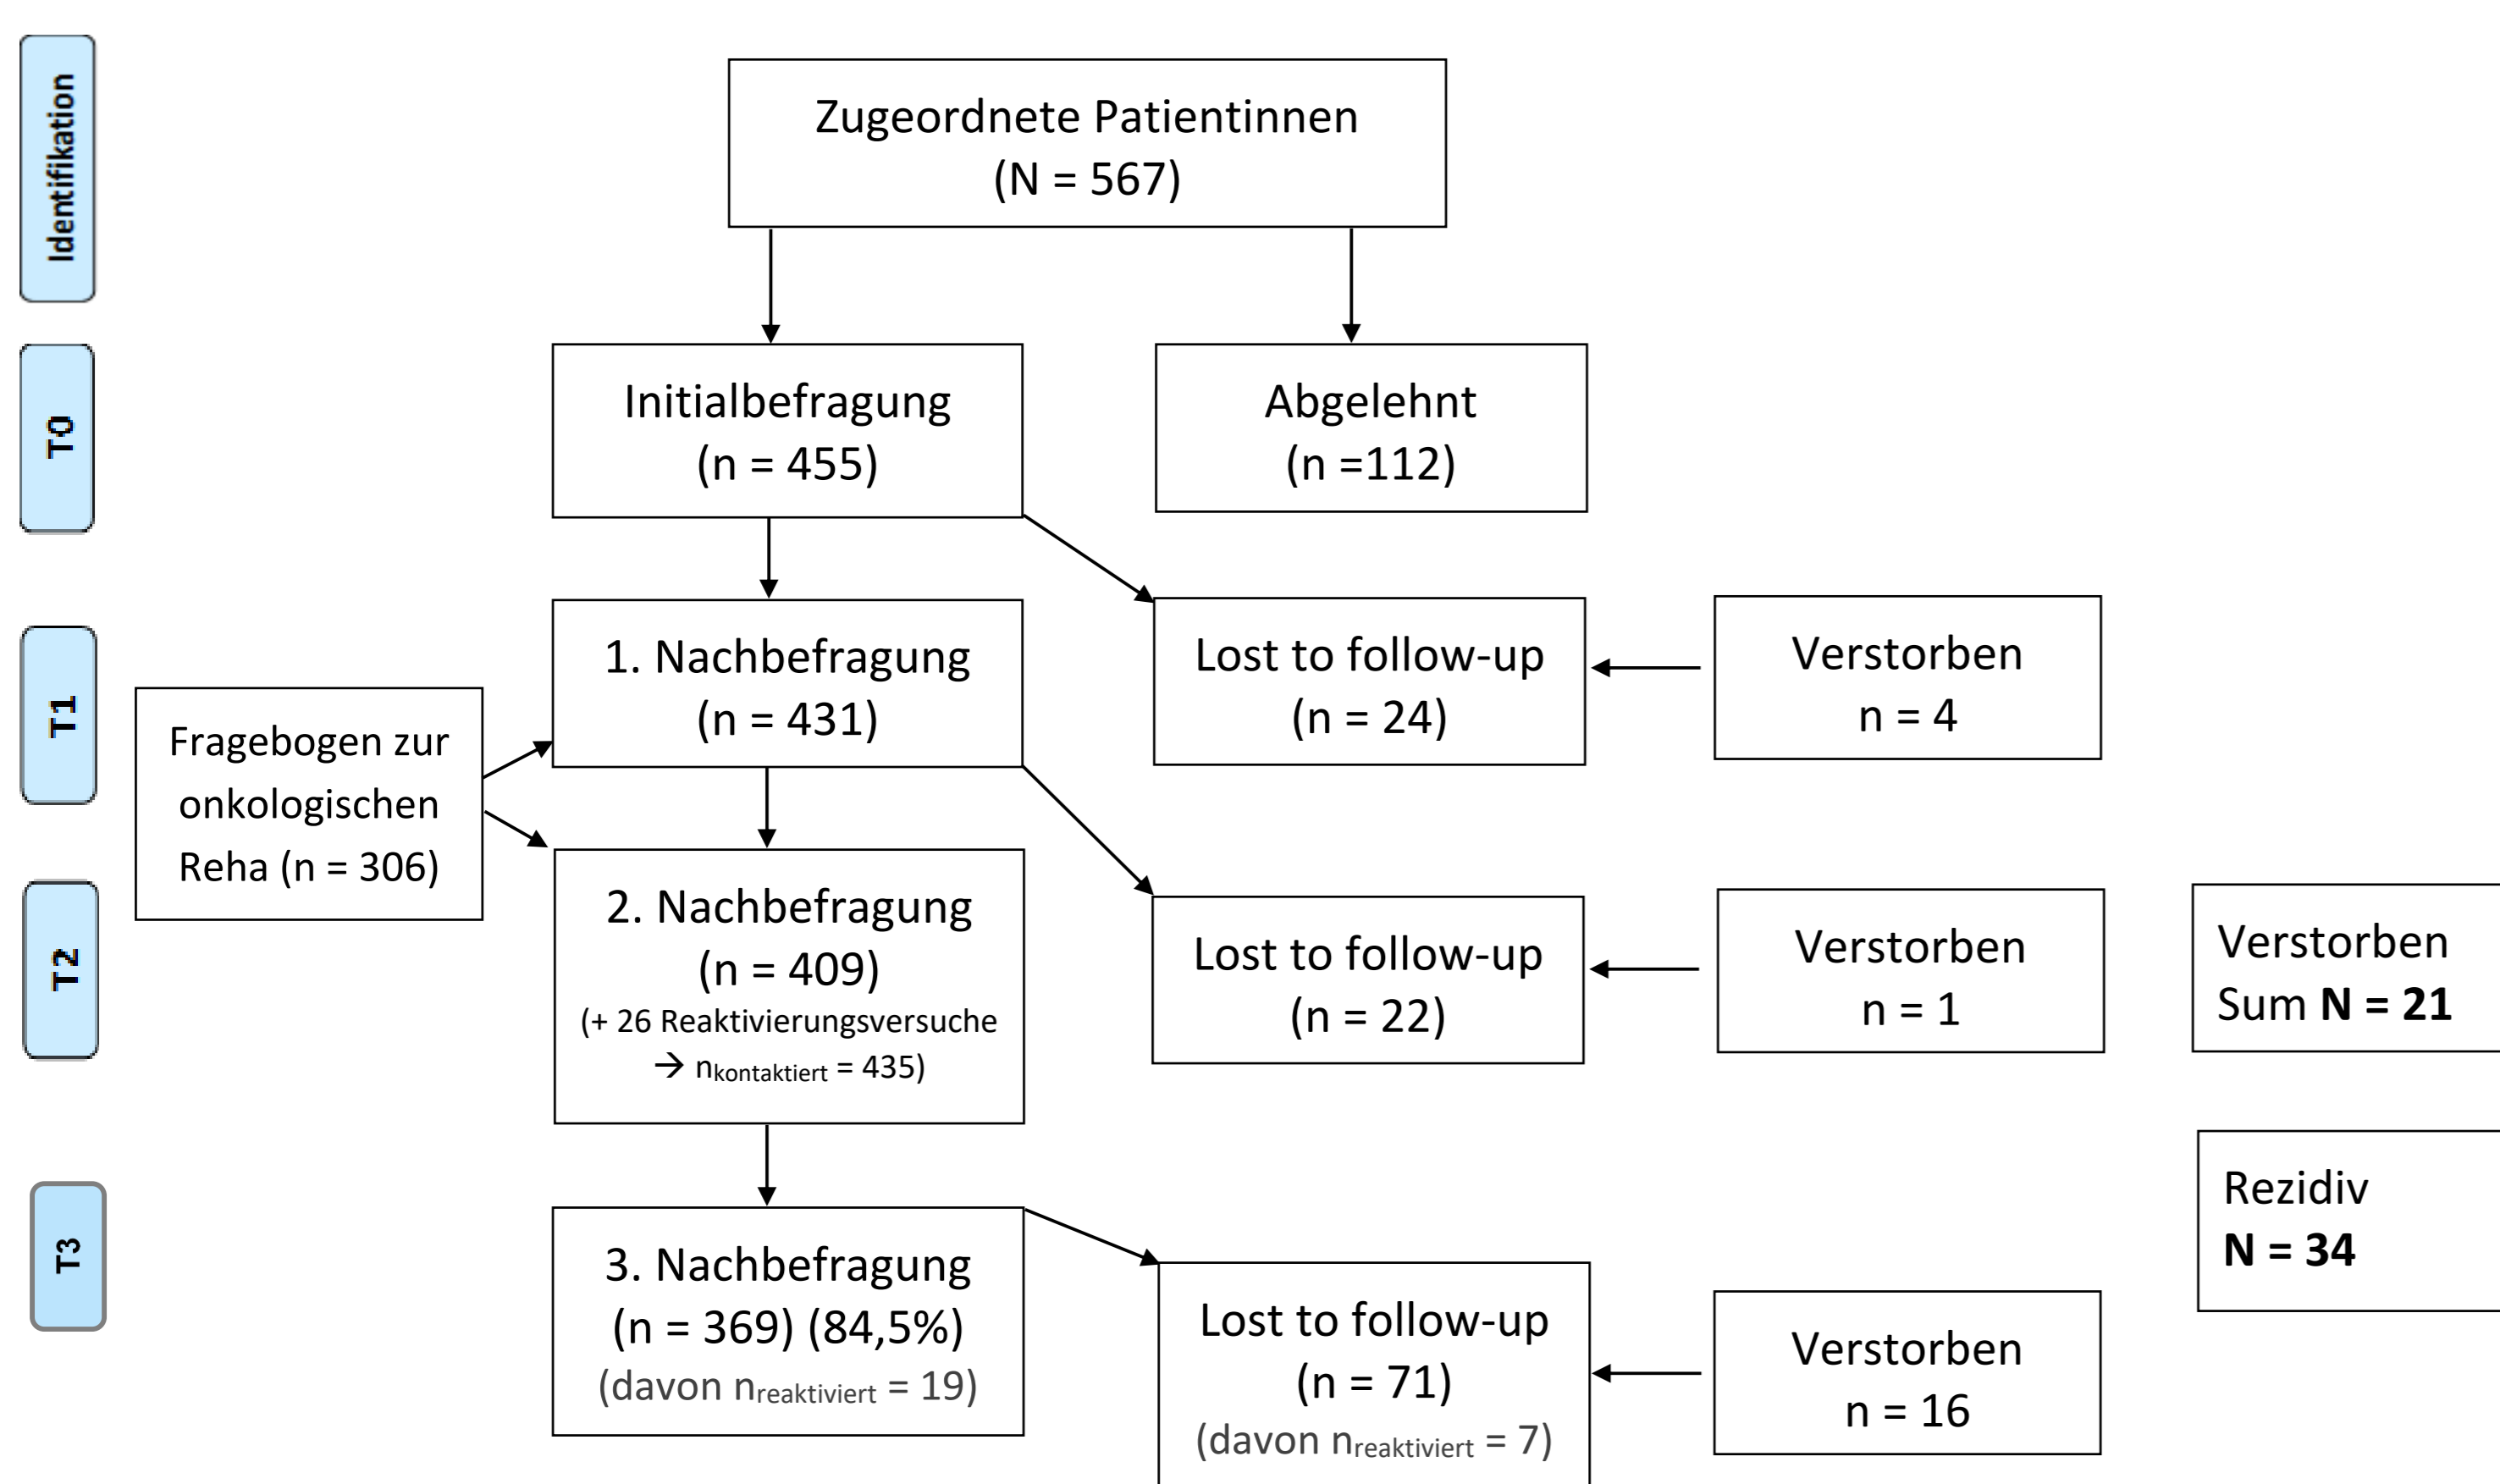 Identifikation
Zugeordnete Patientinnen
(N = 567)
T0
Initialbefragung
(n = 455)
Abgelehnt
(n =112)
T1
Fragebogen zur
onkologischen
Reha (n = 306)
1. Nachbefragung
(n = 431)
Lost to follow-up
(n = 24)
Verstorben
n = 4
T2
2. Nachbefragung
(n = 409)
(+ 26 Reaktivierungsversuche
→ nkontaktiert = 435)
Lost to follow-up
(n = 22)
Verstorben
n = 1
Verstorben
Sum N = 21
T3
3. Nachbefragung
(n = 369) (84,5%)
(davon nreaktiviert = 19)
Lost to follow-up
(n = 71)
(davon nreaktiviert = 7)
Verstorben
n = 16
Rezidiv
N = 34